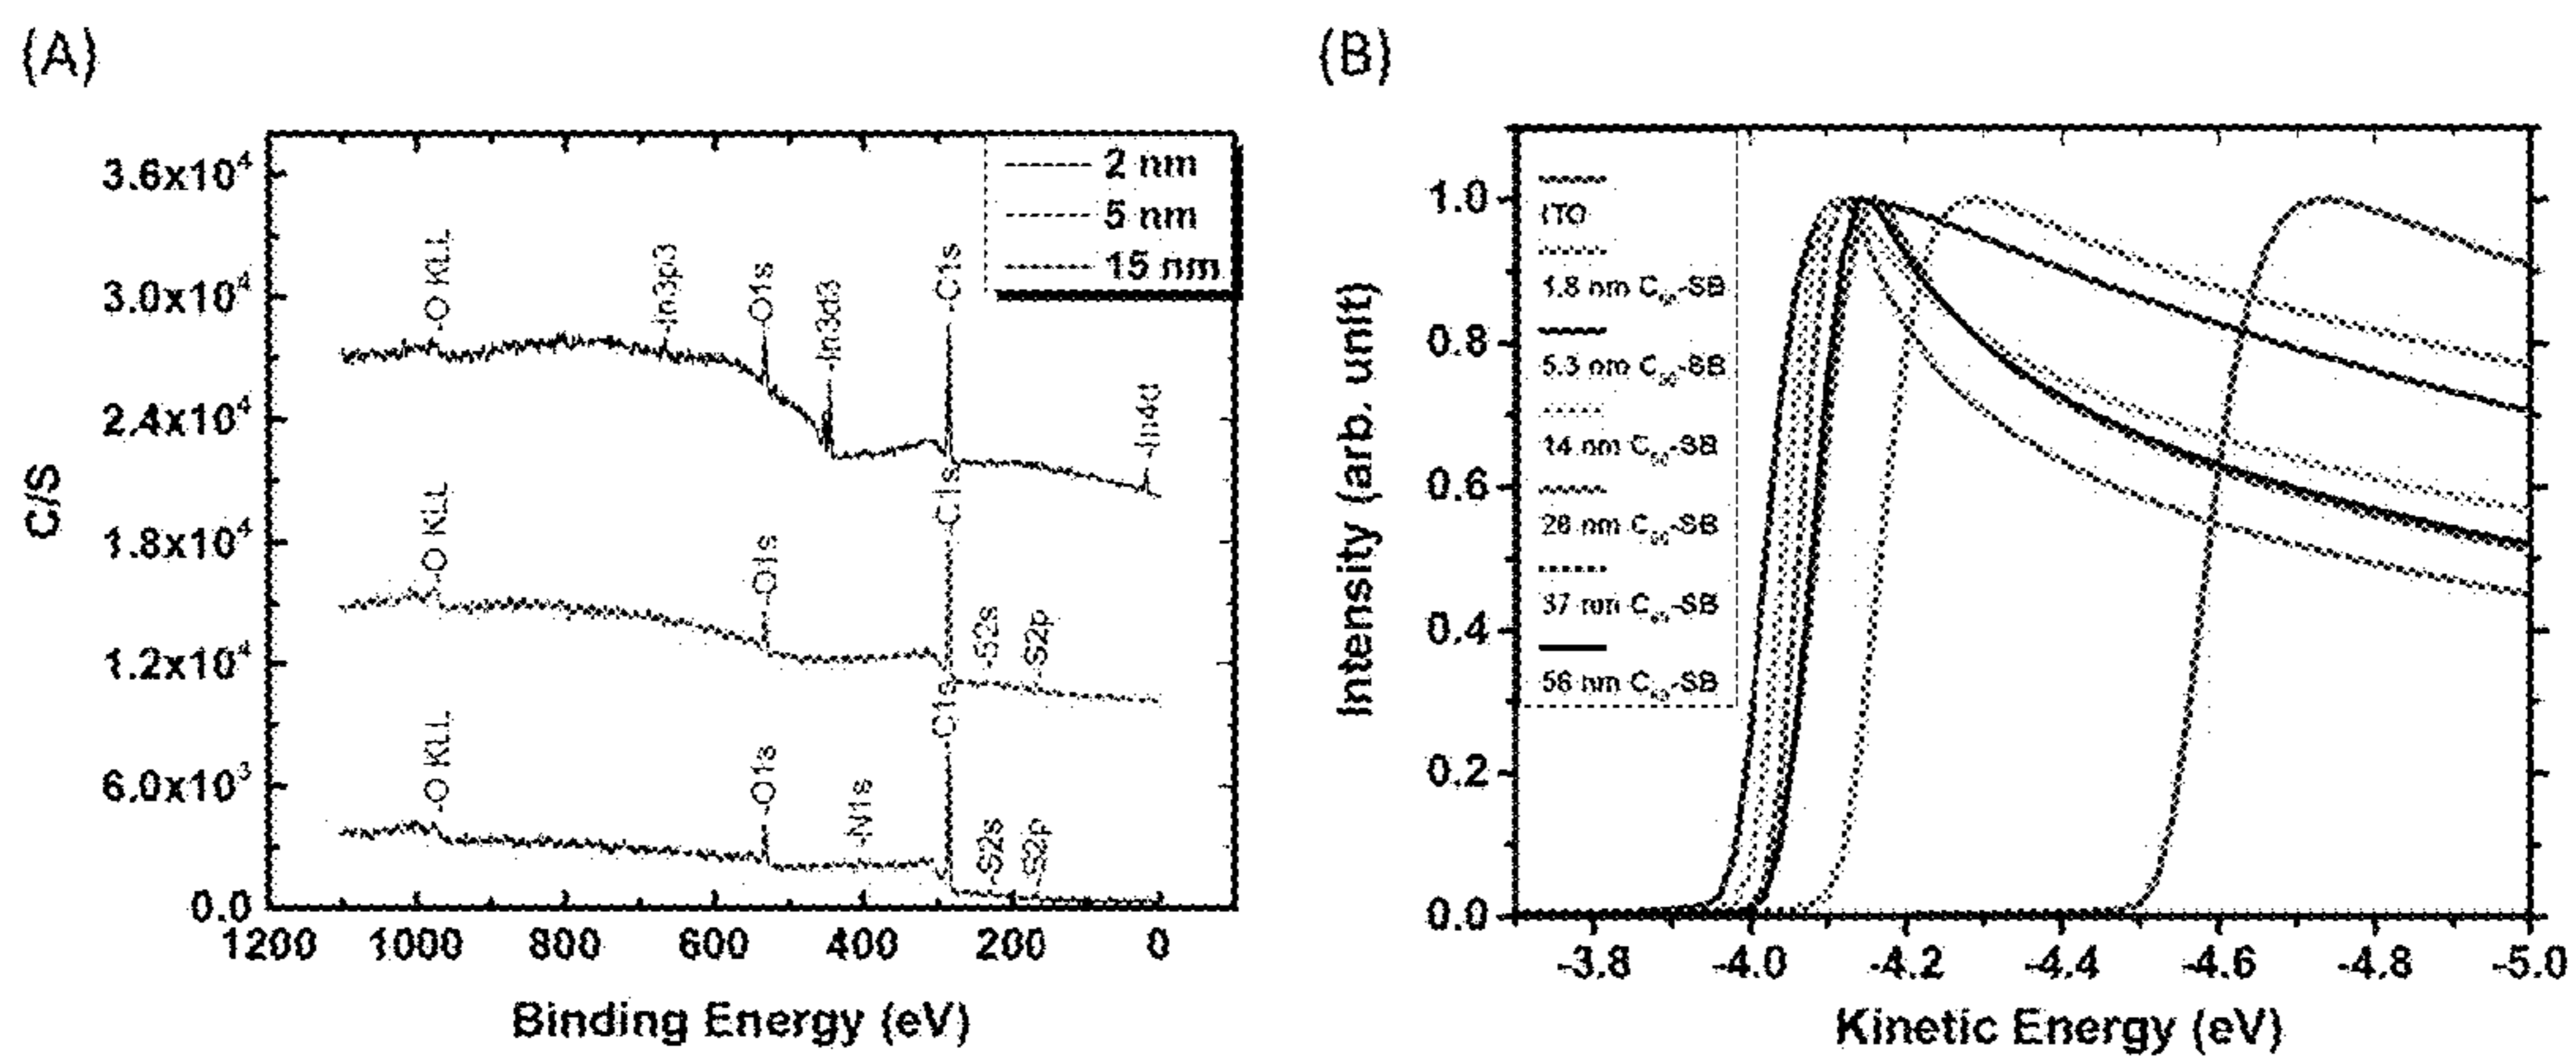 (A)
3.6x10⁴
3.0x10⁴
2.4x10⁴
1.8x10⁴
1.2x10⁴
6.0x10³
0.0
C/S
2 nm
5 nm
15 nm
-O KLL
-In3p3
-O1s
-In3d3
-C1s
-In4d
-O KLL
-O1s
-C1s
-S2s
-S2p
-O KLL
-O1s
-N1s
-C1s
-S2s
-S2p
1200 1000 800 600 400 200 0
Binding Energy (eV)
(B)
1.0
0.8
0.6
0.4
0.2
0.0
Intensity (arb. unit)
ITO
1.8 nm C₆₀-SB
5.3 nm C₆₀-SB
14 nm C₆₀-SB
28 nm C₆₀-SB
37 nm C₆₀-SB
56 nm C₆₀-SB
-3.8 -4.0 -4.2 -4.4 -4.6 -4.8 -5.0
Kinetic Energy (eV)